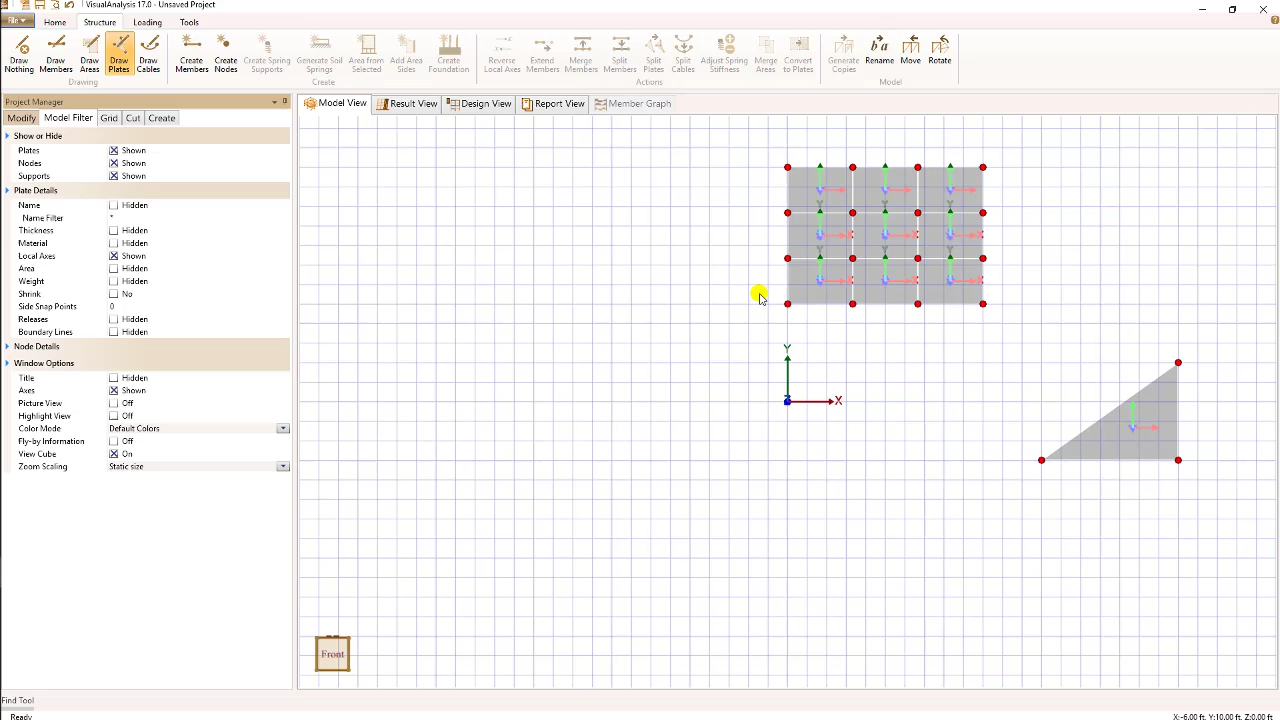 VisualAnalysis 17.0 - Unsaved Project
File
Home
Structure
Loading
Tools
Draw Nothing
Draw Members
Draw Areas
Draw Plates
Draw Cables
Create Members
Create Nodes
Create Spring Supports
Generate Soil Springs
Area from Selected
Add Area Sides
Create Foundation
Reverse Local Axes
Extend Members
Merge Members
Split Members
Split Plates
Split Cables
Adjust Spring Stiffness
Merge Areas
Convert to Plates
Generate Copies
Rename
Move
Rotate
Drawing
Create
Actions
Model
Project Manager
Modify
Model Filter
Grid
Cut
Create
Model View
Result View
Design View
Report View
Member Graph
Show or Hide
Plates Shown
Nodes Shown
Supports Shown
Plate Details
Name Hidden
Name Filter *
Thickness Hidden
Material Hidden
Local Axes Shown
Area Hidden
Weight Hidden
Shrink No
Side Snap Points 0
Releases Hidden
Boundary Lines Hidden
Node Details
Window Options
Title Hidden
Axes Shown
Picture View Off
Highlight View Off
Color Mode Default Colors
Fly-by Information Off
View Cube On
Zoom Scaling Static size
Y Y Y
X X X
Y Y Y
X X X
Y
X
Front
Find Tool
Ready
X:-6.00 ft. Y:10.00 ft. Z:0.00 ft.